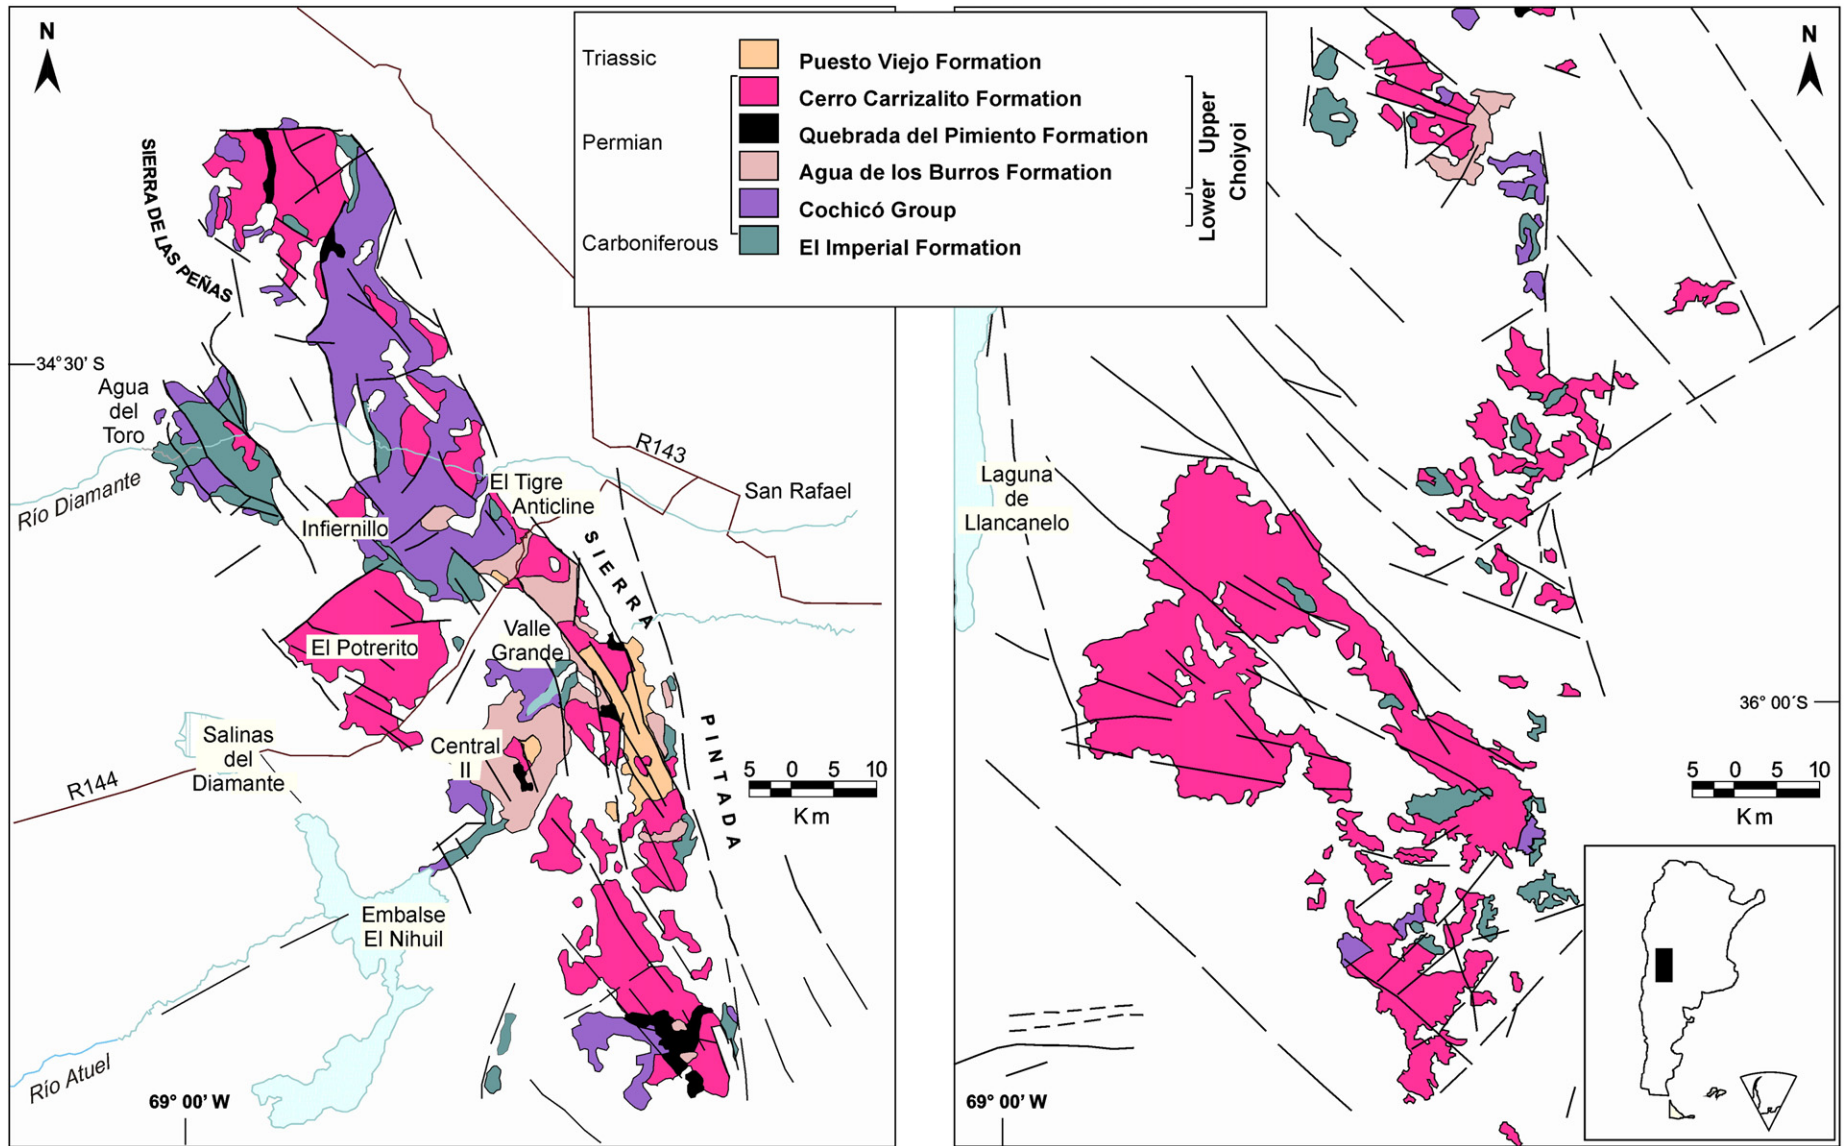 N
SIERRA DE LAS PEÑAS
34°30' S
Agua
del
Toro
Río Diamante
Infiernillo
El Tigre
Anticline
R143
San Rafael
SIERRA
PINTADA
El Potrerito
Valle
Grande
Salinas
del
Diamante
Central
II
R144
5 0 5 10
Km
Embalse
El Nihuil
Río Atuel
69° 00' W
Triassic
Puesto Viejo Formation
Cerro Carrizalito Formation
Permian
Quebrada del Pimiento Formation
Agua de los Burros Formation
Cochicó Group
Carboniferous
El Imperial Formation
Upper
Lower
Choiyoi
N
Laguna
de
Llancanelo
36° 00´S
5 0 5 10
Km
69° 00' W